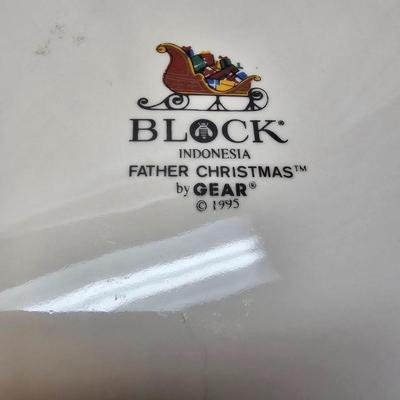 BLOCK®
INDONESIA
FATHER CHRISTMAS™
by GEAR®
© 1995